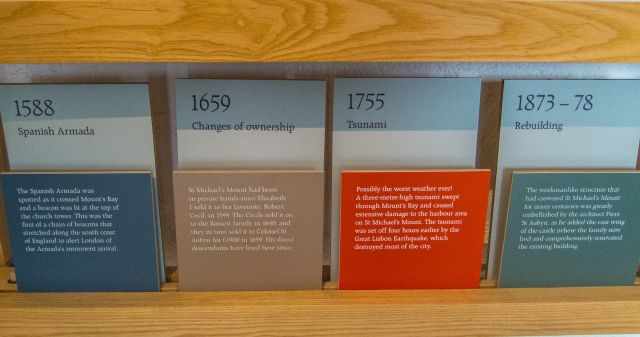 1588
Spanish Armada
The Spanish Armada was
spotted as it crossed Mount's Bay
and a beacon was lit at the top of
the church tower. This was the
first of a chain of beacons that
stretched along the south coast
of England to alert London of
the Armada's imminent arrival.
1659
Changes of ownership
St Michael's Mount had been
in private hands since Elizabeth
I sold it to her favourite, Robert
Cecil, in 1599. The Cecils sold it on
to the Basset family in 1640 and
they in turn sold it to Colonel St
Aubyn for in 1659. His direct
descendants have lived here since.
1755
Tsunami
Possibly the worst weather ever!
A three-meter-high tsunami swept
through Mount's Bay and caused
extensive damage to the harbour area
on St Michael's Mount. The tsunami
was set off four hours earlier by the
Great Lisbon Earthquake, which
destroyed most of the city.
1873 – 78
Rebuilding
The workmanlike structure that
had crowned St Michael's Mount
for seven centuries was greatly
embellished by the architect Piers
St Aubyn, as he added the east wing
of the castle (where the family now
live) and comprehensively renovated
the existing building.